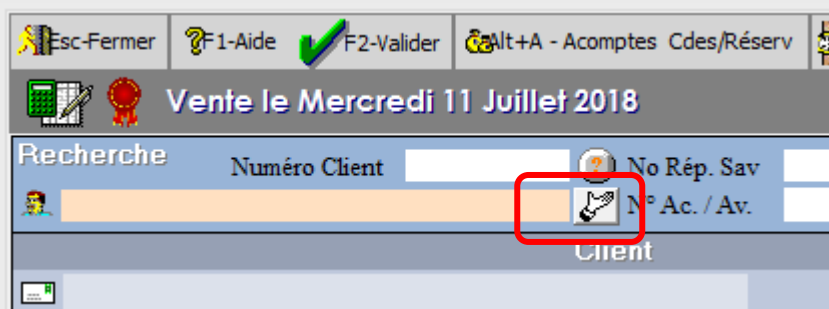 Esc-Fermer F1-Aide F2-Valider Alt+A - Acomptes Cdes/Réserv
Vente le Mercredi 11 Juillet 2018
Recherche Numéro Client No Rép. Sav
N° Ac. / Av.
Client